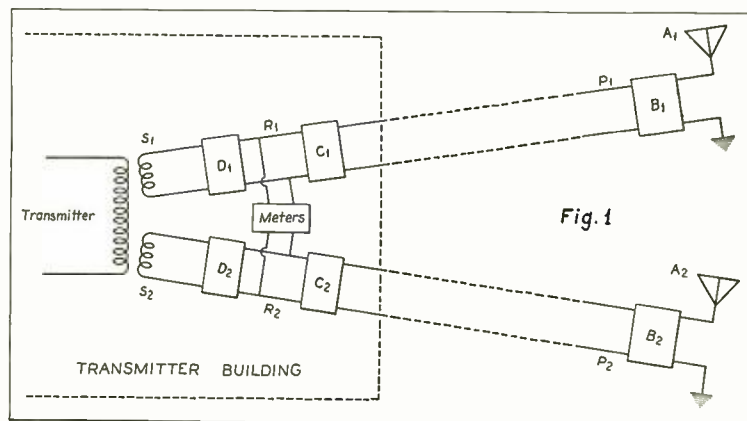 A1
P1
B1
S1
R1
D1
C1
Transmitter
Meters
Fig. 1
D2
C2
S2
R2
A2
B2
P2
TRANSMITTER BUILDING